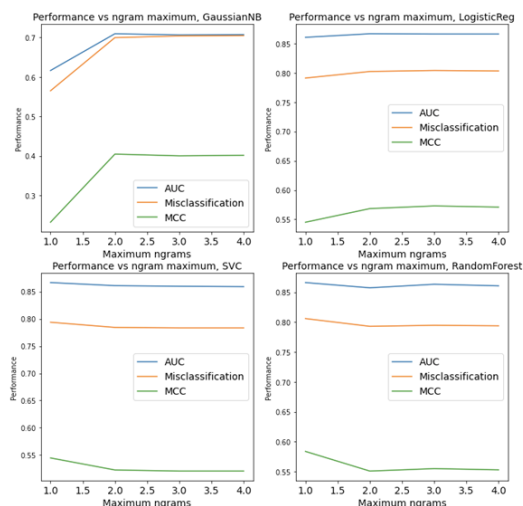 Performance vs ngram maximum, GaussianNB
0.7
0.6
0.5
0.4
0.3
Performance
AUC
Misclassification
MCC
1.0 1.5 2.0 2.5 3.0 3.5 4.0
Maximum ngrams
Performance vs ngram maximum, LogisticReg
0.85
0.80
0.75
0.70
0.65
0.60
0.55
Performance
AUC
Misclassification
MCC
1.0 1.5 2.0 2.5 3.0 3.5 4.0
Maximum ngrams
Performance vs ngram maximum, SVC
0.85
0.80
0.75
0.70
0.65
0.60
0.55
Performance
AUC
Misclassification
MCC
1.0 1.5 2.0 2.5 3.0 3.5 4.0
Maximum ngrams
Performance vs ngram maximum, RandomForest
0.85
0.80
0.75
0.70
0.65
0.60
0.55
Performance
AUC
Misclassification
MCC
1.0 1.5 2.0 2.5 3.0 3.5 4.0
Maximum ngrams